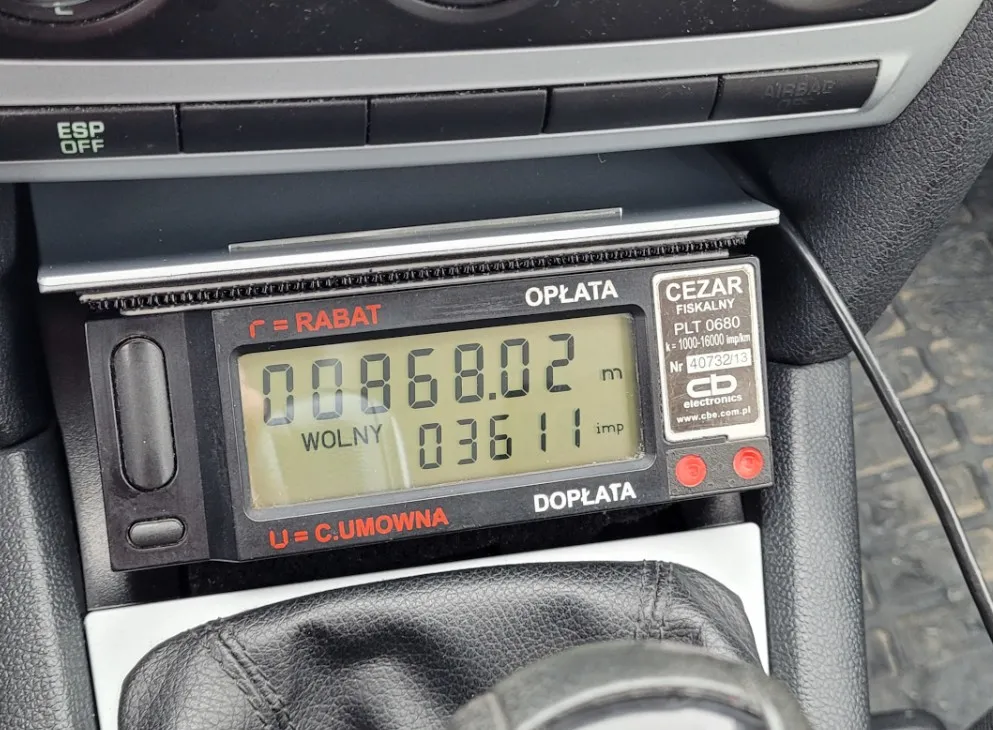 ESP
OFF
AIRBAG
OFF
r = RABAT
OPŁATA
00868.02 m
WOLNY
03611 imp
U = C.UMOWNA
DOPŁATA
CEZAR
FISKALNY
PLT 0680
k = 1000-16000 imp/km
Nr 40732/13
cb
electronics
www.cbe.com.pl